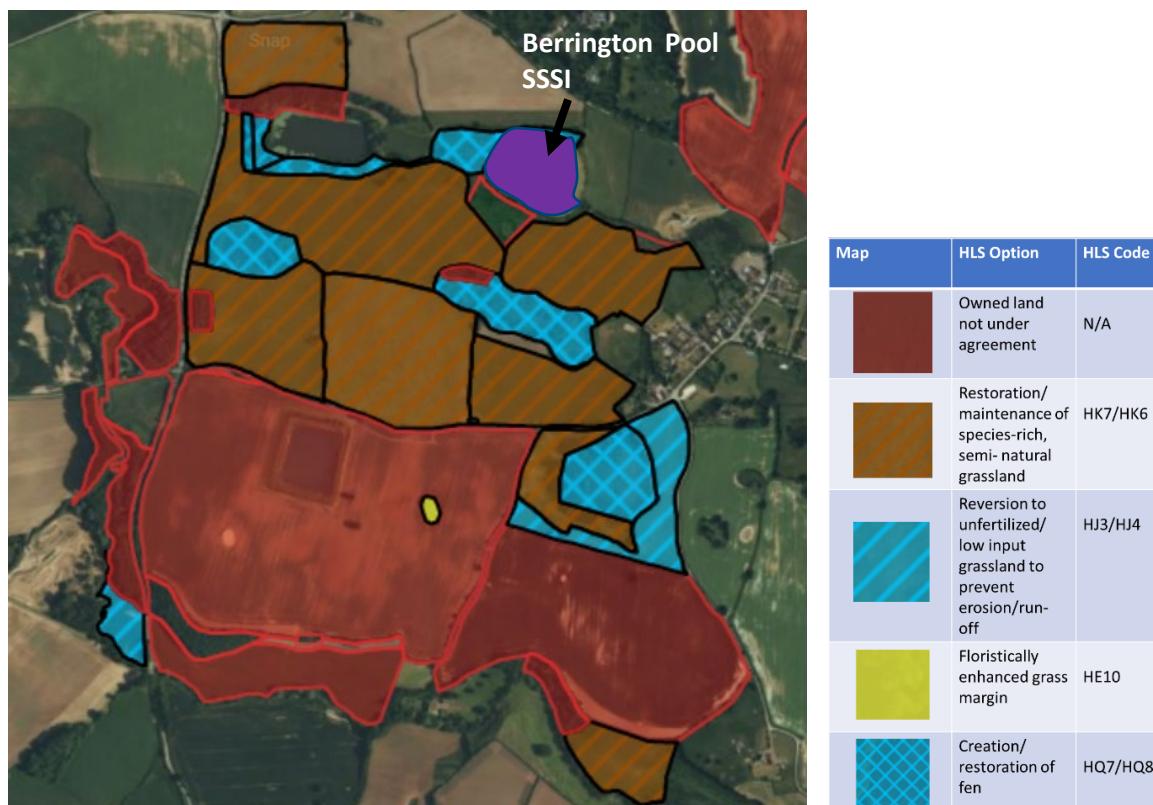 Snap
Berrington Pool
SSSI
Map HLS Option HLS Code
Owned land
not under
agreement
N/A
Restoration/
maintenance of
species-rich,
semi- natural
grassland
HK7/HK6
Reversion to
unfertilized/
low input
grassland to
prevent
erosion/run-
off
HJ3/HJ4
Floristically
enhanced grass
margin
HE10
Creation/
restoration of
fen
HQ7/HQ8